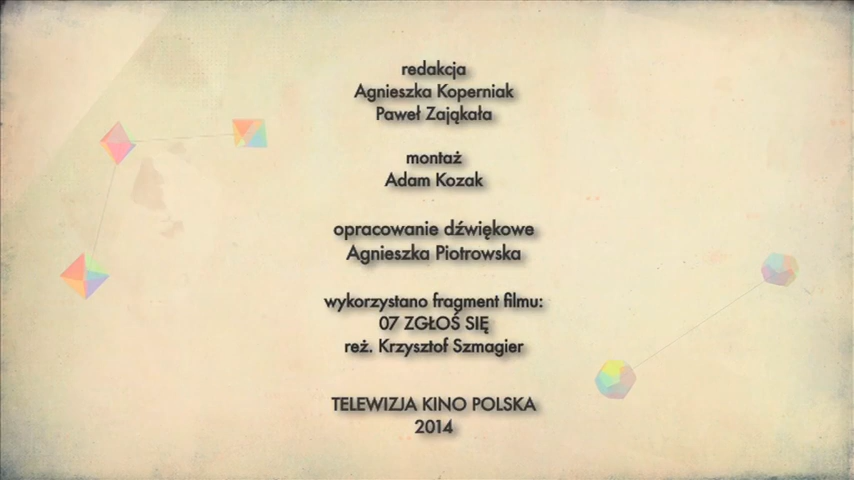 redakcja
Agnieszka Koperniak
Paweł Zająkała
montaż
Adam Kozak
opracowanie dźwiękowe
Agnieszka Piotrowska
wykorzystano fragment filmu:
07 ZGŁOŚ SIĘ
reż. Krzysztof Szmagier
TELEWIZJA KINO POLSKA
2014